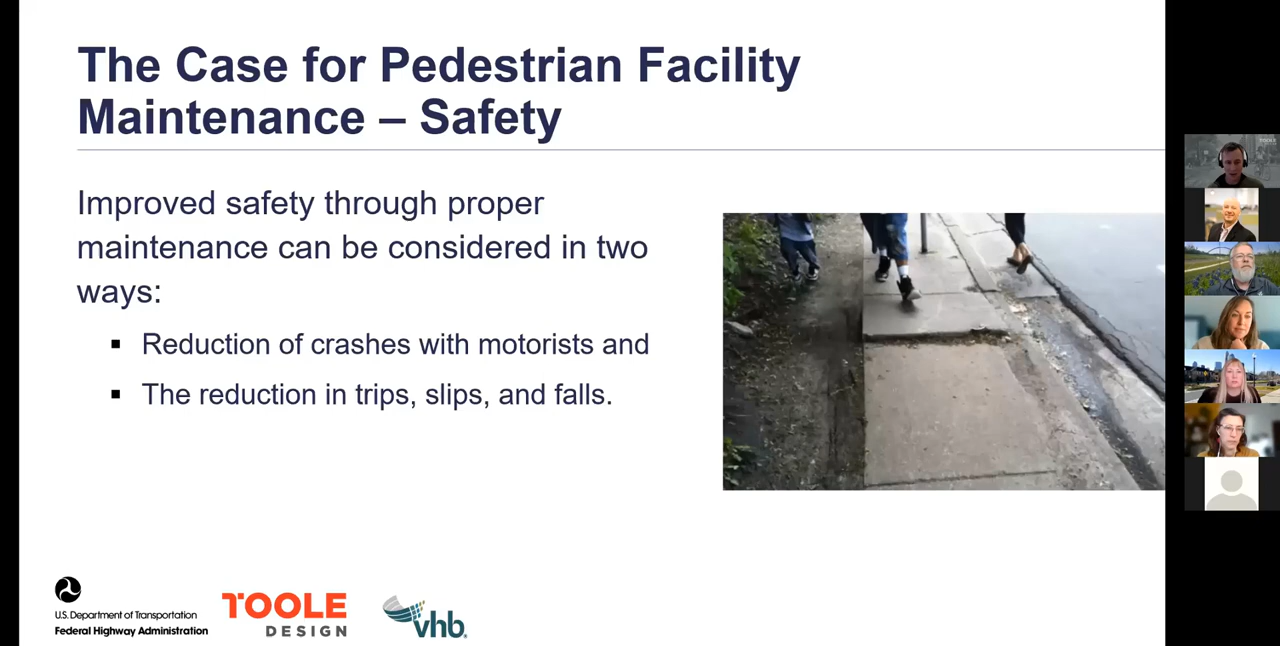 The Case for Pedestrian Facility
Maintenance – Safety
Improved safety through proper
maintenance can be considered in two
ways:
▪ Reduction of crashes with motorists and
▪ The reduction in trips, slips, and falls.
U.S. Department of Transportation
Federal Highway Administration
TOOLE
DESIGN
vhb®
TOOLE